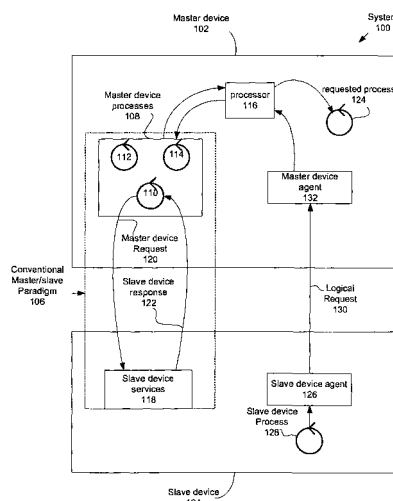 Master device
102
System
100
Master device
processes
108
processor
116
requested process
124
112
114
110
Master device
agent
132
Master device
Request
120
Slave device
response
122
Conventional
Master/slave
Paradigm
106
Logical
Request
130
Slave device
services
118
Slave device agent
126
Slave device
Process
128
Slave device